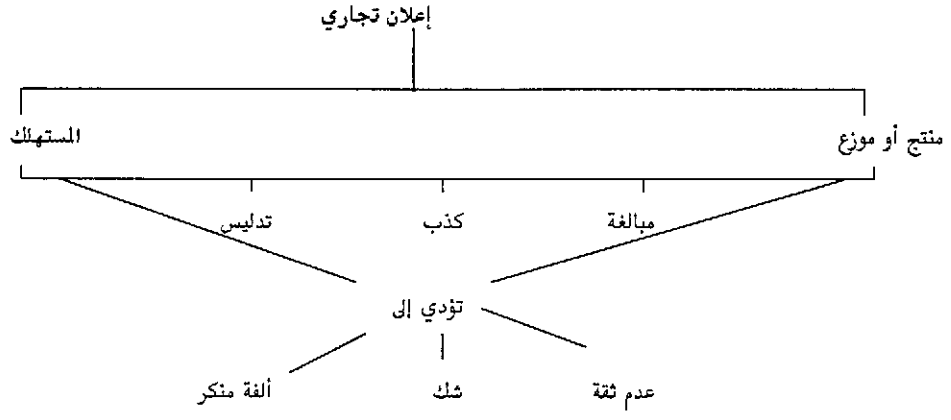 إعلان تجاري
منتج أو موزع المستهلك
مبالغة كذب تدليس
تؤدي إلى
عدم ثقة شك ألفة منكر